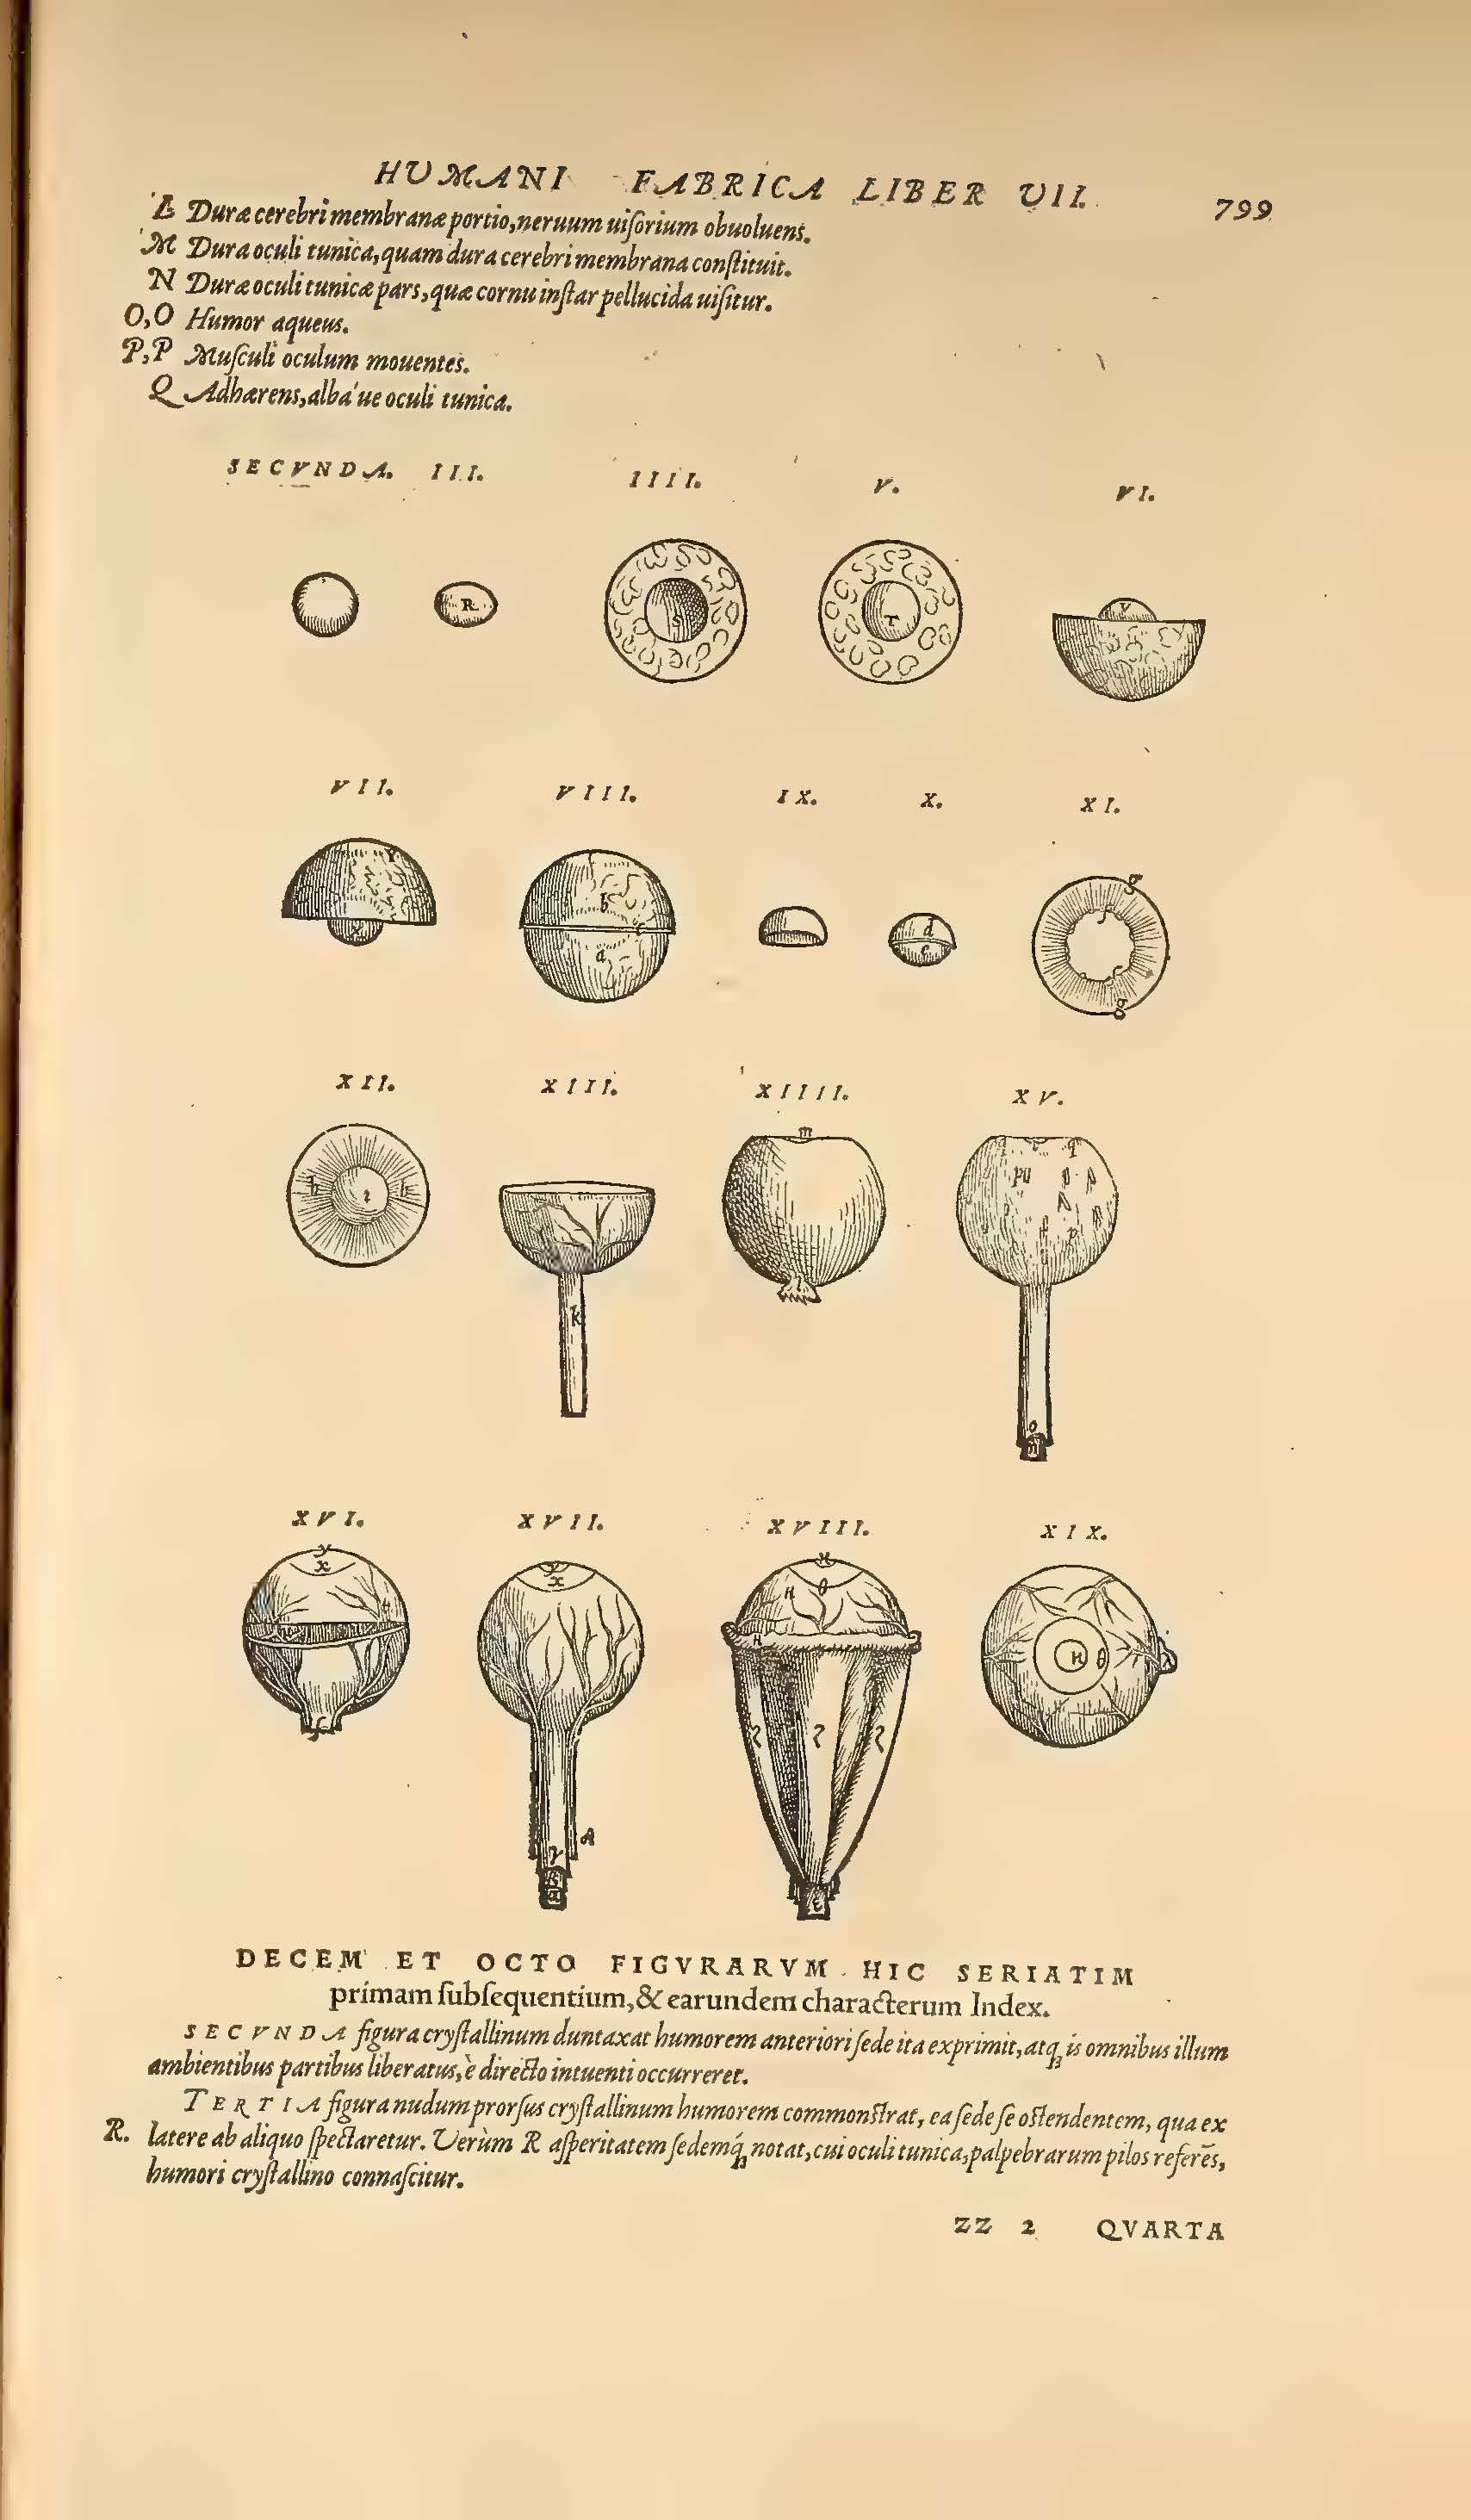 HUMANI FABRICA LIBER VII. 799
L Duræ cerebri membranæ portio, neruum uiſorium obuoluens.
M Dura oculi tunica, quam dura cerebri membrana conſtituit.
N Duræ oculi tunicæ pars, quæ cornu inſtar pellucida uiſitur.
O,O Humor aqueus.
P,P Muſculi oculum mouentes.
Q Adhærens, alba'ue oculi tunica.
SECVNDA. III. IIII. V. VI.
R S T V
VII. VIII. IX. X. XI.
Y X b c a d e g f f g
XII. XIII. XIIII. XV.
h i h k m l q p p p o n
XVI. XVII. XVIII. XIX.
y x y x κ θ κ θ λ
γ A ε
DECEM ET OCTO FIGVRARVM HIC SERIATIM
primam ſubſequentium, & earundem characterum Index.
SECVNDA figura cryſtallinum duntaxat humorem anteriori ſede ita exprimit, atq; is omnibus illum
ambientibus partibus liberatus, è directo intuenti occurreret.
TERTIA figura nudum prorſus cryſtallinum humorem commonſtrat, ea ſede ſe oſtendentem, qua ex
R. latere ab aliquo ſpectaretur. Verùm R aſperitatem ſedemq́; notat, cui oculi tunica, palpebrarum pilos referẽs,
humori cryſtallino connaſcitur.
ZZ 2 QVARTA